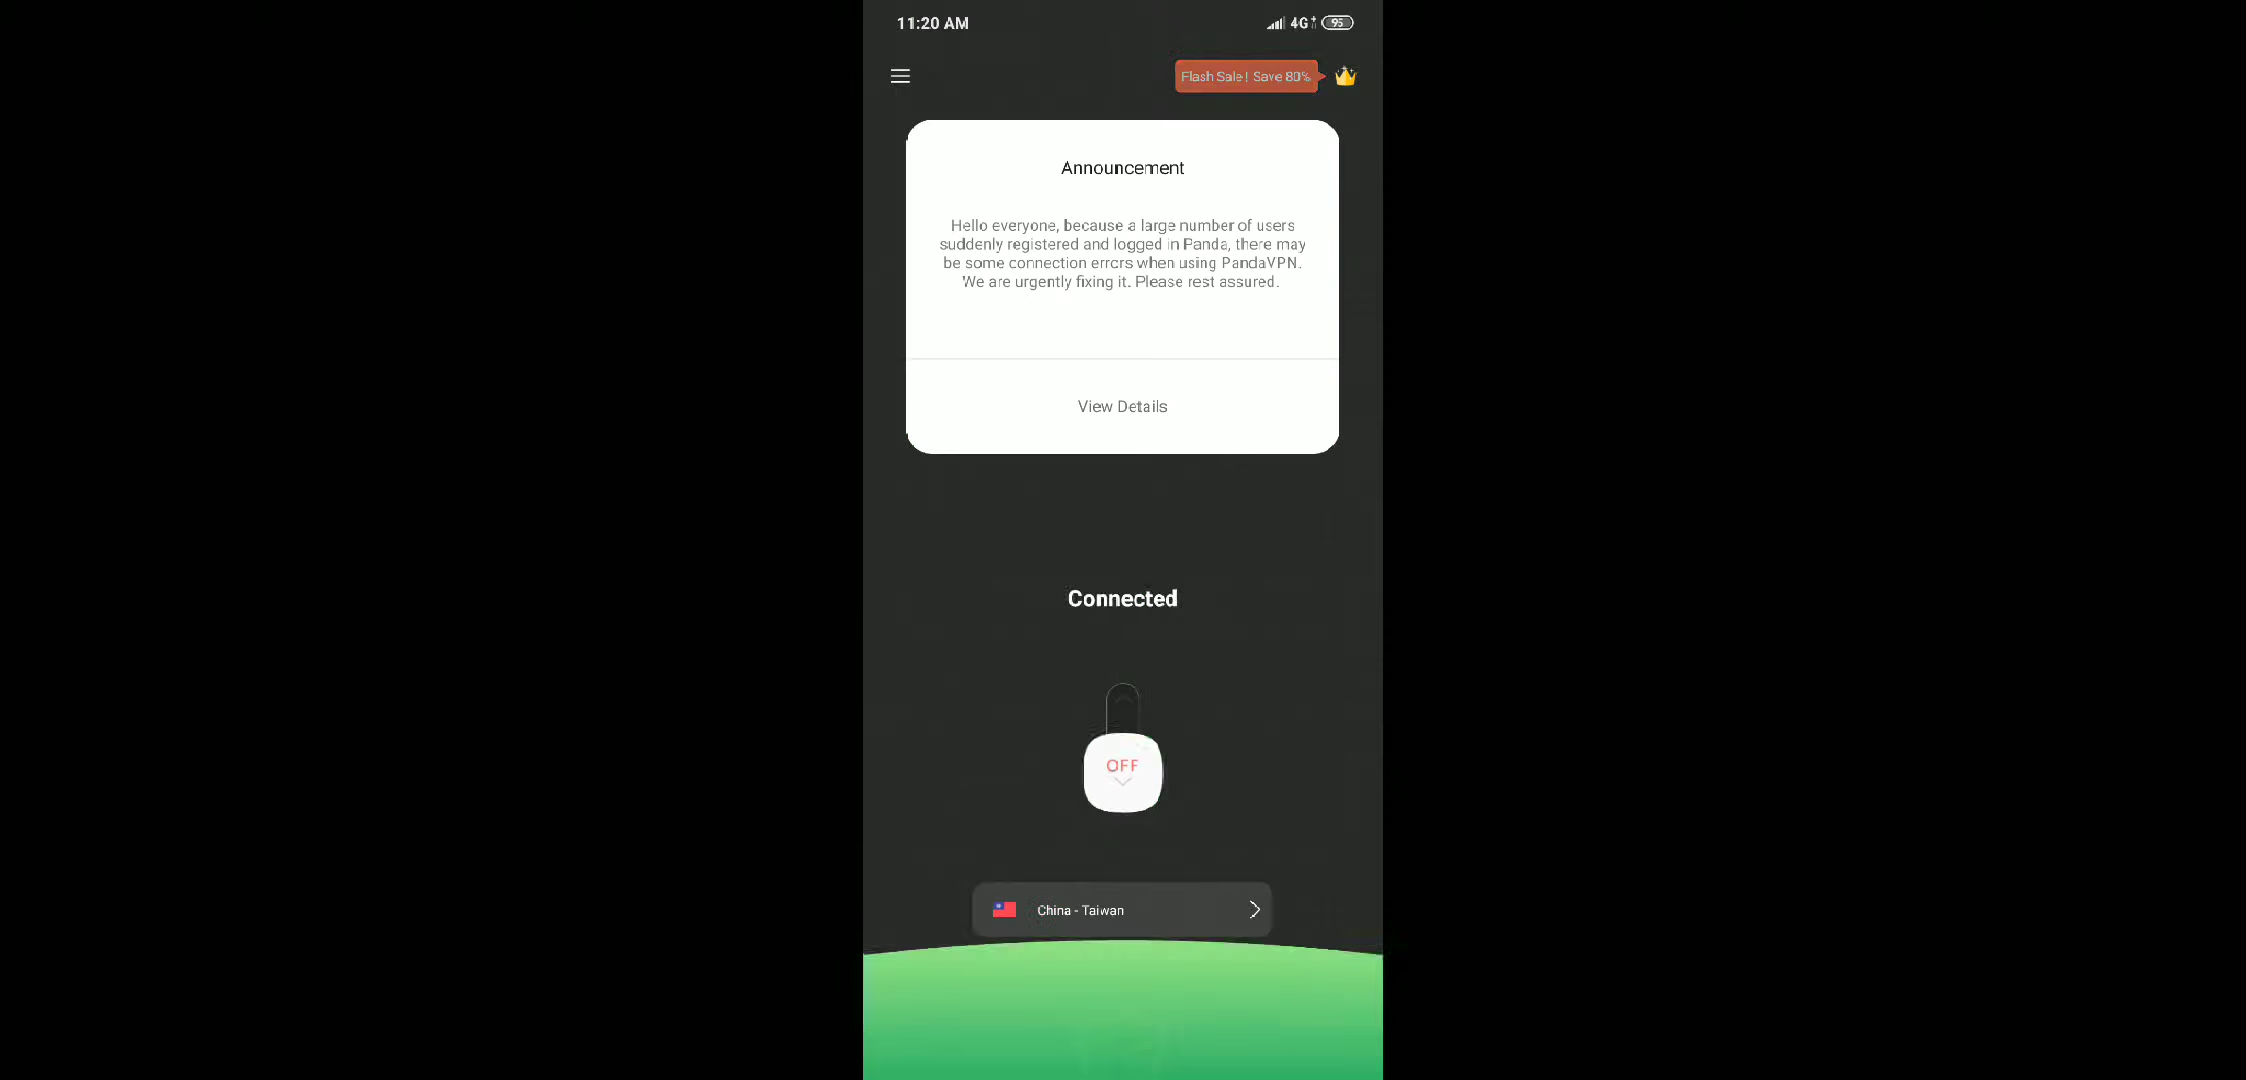 11:20 AM
4G
95
Flash Sale! Save 80%
Announcement
Hello everyone, because a large number of users
suddenly registered and logged in Panda, there may
be some connection errors when using PandaVPN.
We are urgently fixing it. Please rest assured.
View Details
Connected
OFF
China - Taiwan